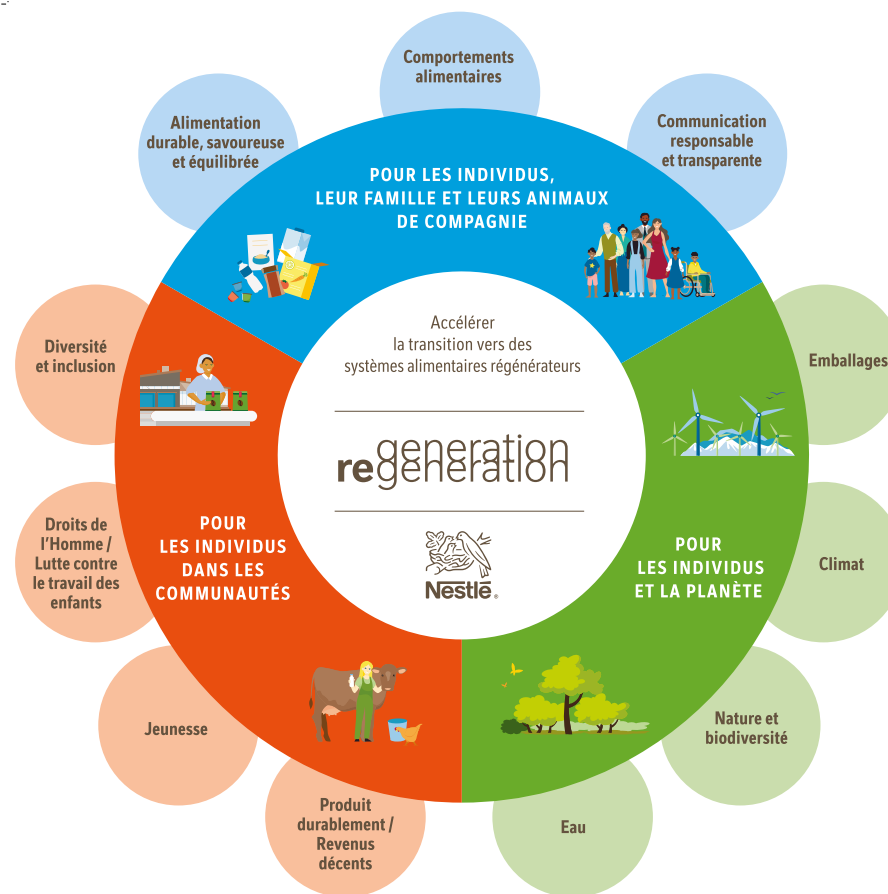 Comportements
alimentaires
Alimentation
durable, savoureuse
et équilibrée
Communication
responsable
et transparente
POUR LES INDIVIDUS,
LEUR FAMILLE ET LEURS ANIMAUX
DE COMPAGNIE
Accélérer
la transition vers des
systèmes alimentaires régénérateurs
generation
regeneration
Nestlé®
Diversité
et inclusion
Droits de
l'Homme /
Lutte contre
le travail des
enfants
POUR
LES INDIVIDUS
DANS LES
COMMUNAUTÉS
Jeunesse
Produit
durablement /
Revenus
décents
Emballages
Climat
POUR
LES INDIVIDUS
ET LA PLANÈTE
Nature et
biodiversité
Eau